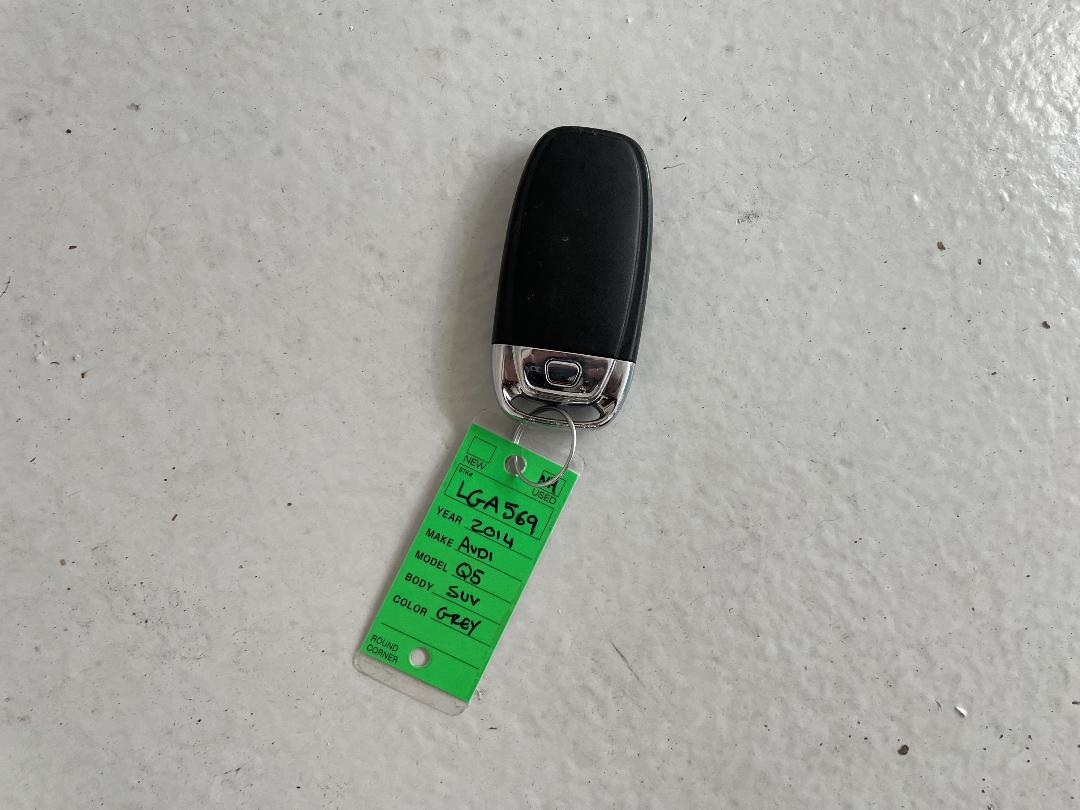 NEW
USED
STK#
LGA569
YEAR 2014
MAKE AUDI
MODEL Q5
BODY SUV
COLOR GREY
ROUND
CORNER